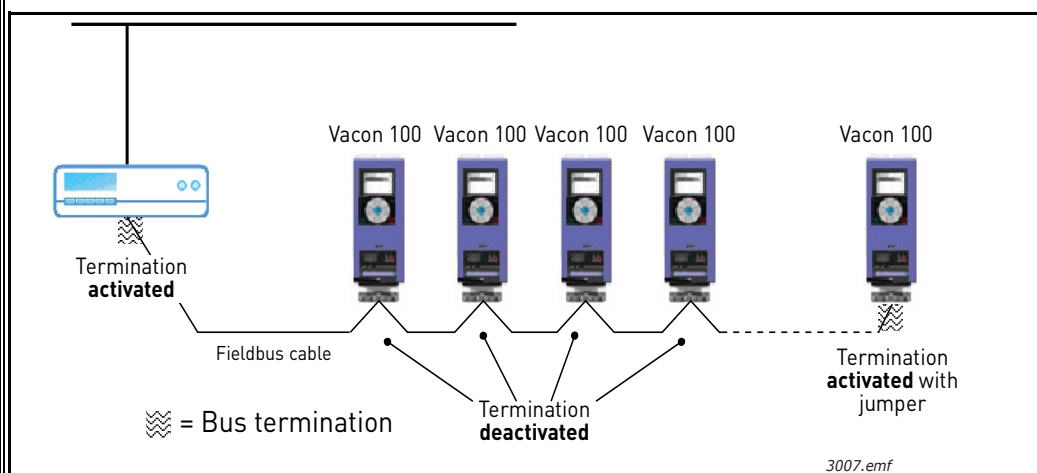 Vacon 100 Vacon 100 Vacon 100 Vacon 100 Vacon 100
Termination
activated
Fieldbus cable
Termination
deactivated
Termination
activated with
jumper
= Bus termination
3007.emf